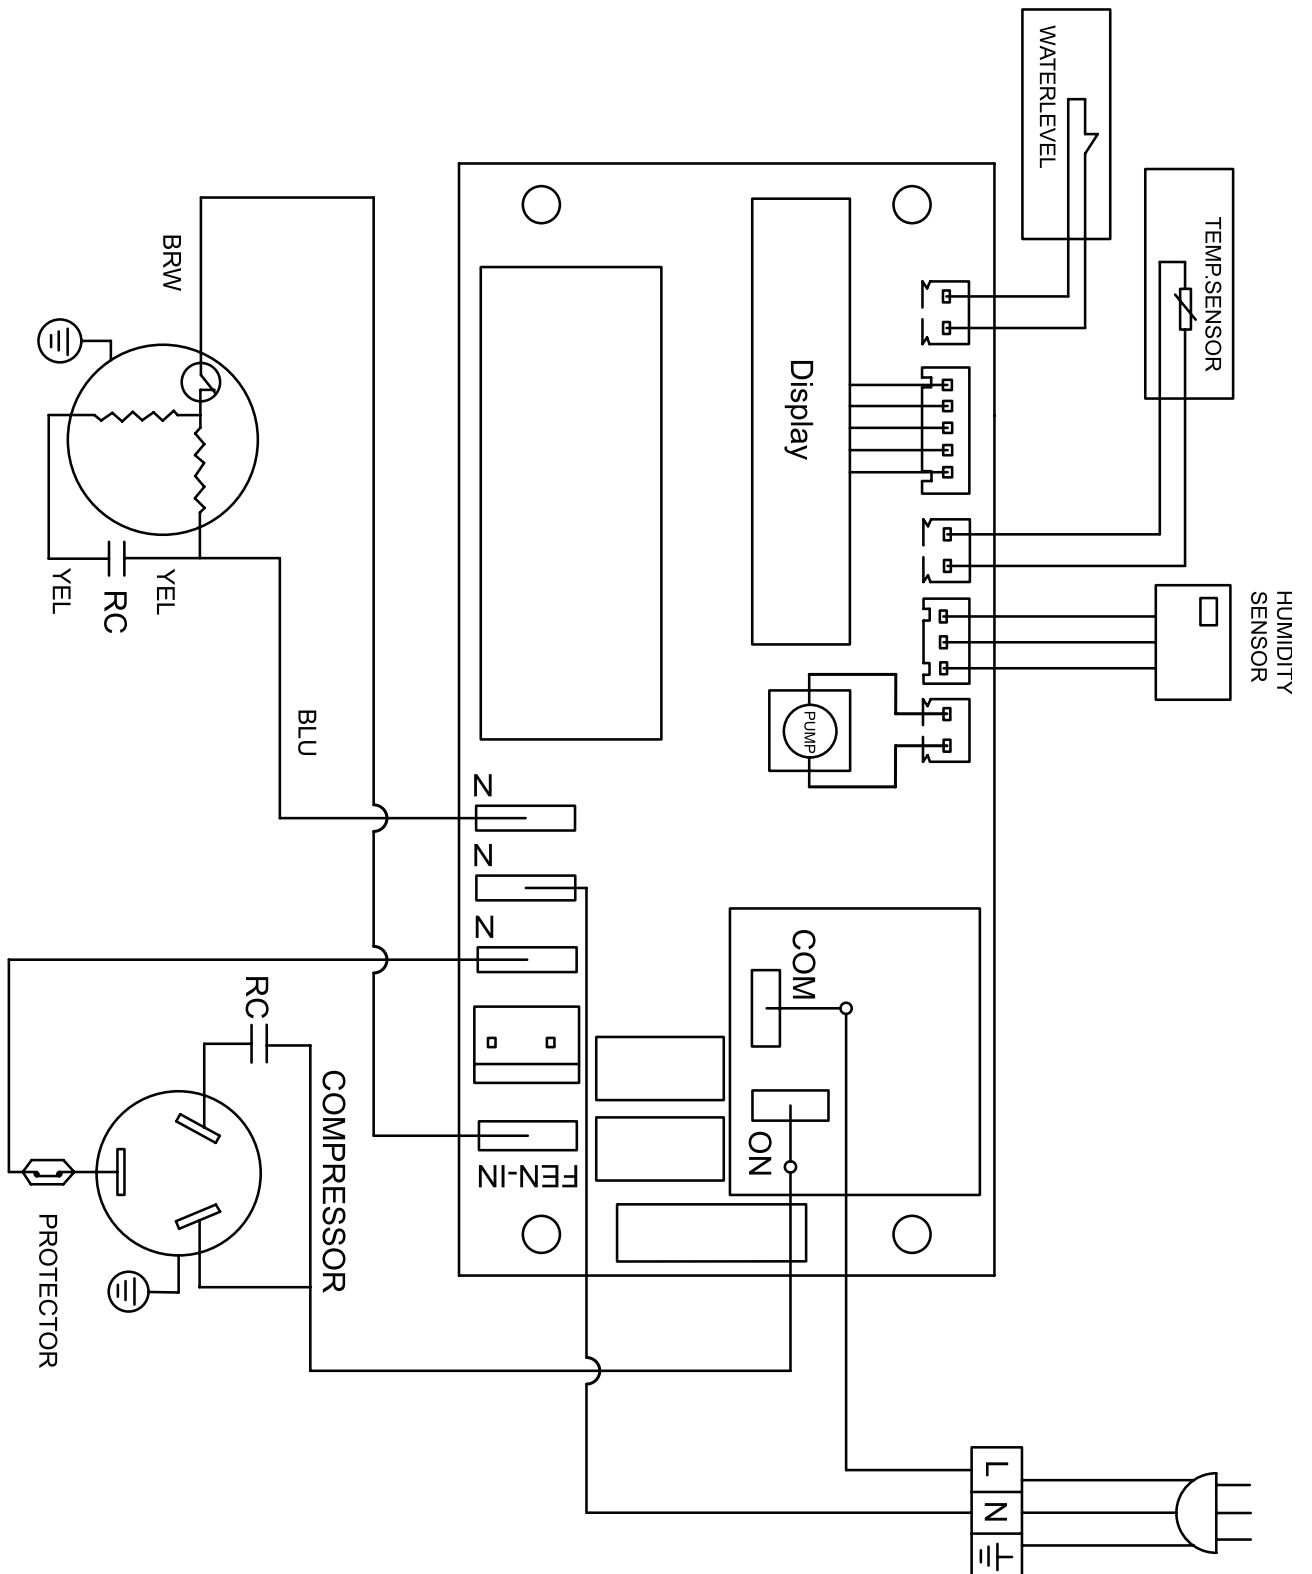 WATERLEVEL
TEMP.SENSOR
HUMIDITY
SENSOR
Display
PUMP
BRW
YEL
RC
YEL
BLU
N
N
N
FEN-IN
COM
ON
RC
COMPRESSOR
PROTECTOR
L
N